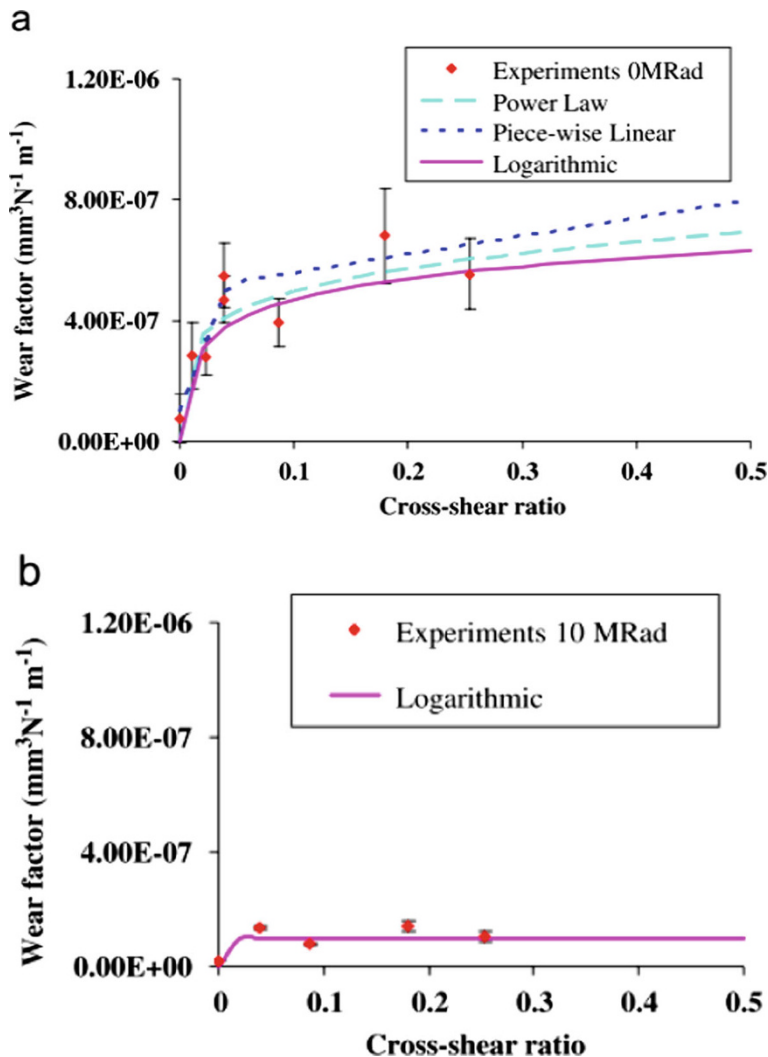 a
Experiments 0MRad
Power Law
Piece-wise Linear
Logarithmic
1.20E-06
8.00E-07
4.00E-07
0.00E+00
Wear factor (mm³N⁻¹ m⁻¹)
0 0.1 0.2 0.3 0.4 0.5
Cross-shear ratio
b
Experiments 10 MRad
Logarithmic
1.20E-06
8.00E-07
4.00E-07
0.00E+00
Wear factor (mm³N⁻¹ m⁻¹)
0 0.1 0.2 0.3 0.4 0.5
Cross-shear ratio